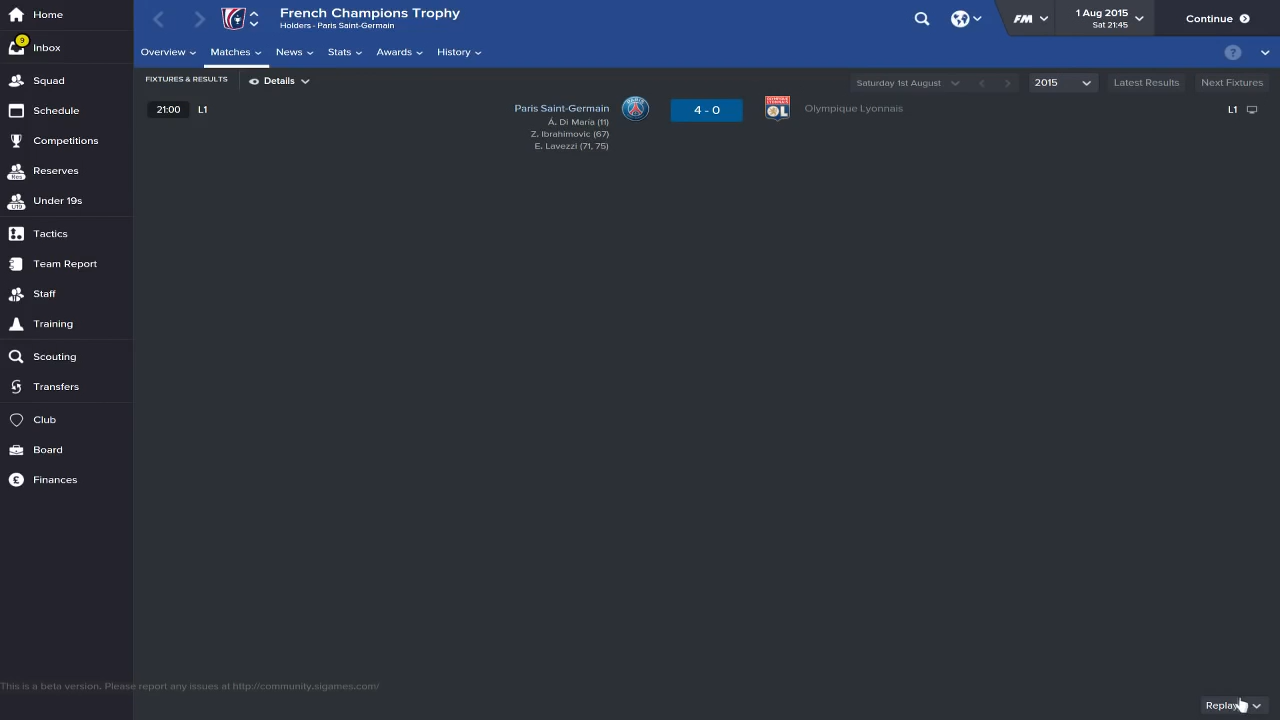 Home
French Champions Trophy
Holders - Paris Saint-Germain
FM
1 Aug 2015
Sat 21:45
Continue
9
Inbox
Overview
Matches
News
Stats
Awards
History
?
Squad
FIXTURES & RESULTS
Details
Saturday 1st August
2015
Latest Results
Next Fixtures
Schedule
21:00
L1
Paris Saint-Germain
4 - 0
Olympique Lyonnais
L1
Á. Di María (11)
Z. Ibrahimovic (67)
E. Lavezzi (71, 75)
Competitions
Reserves
Under 19s
Tactics
Team Report
Staff
Training
Scouting
Transfers
Club
Board
Finances
This is a beta version. Please report any issues at http://community.sigames.com/
Replay